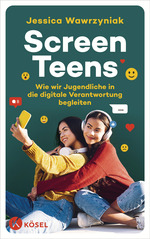 Jessica Wawrzyniak
Screen
Teens
Wie wir Jugendliche in
die digitale Verantwortung
begleiten
KÖSEL